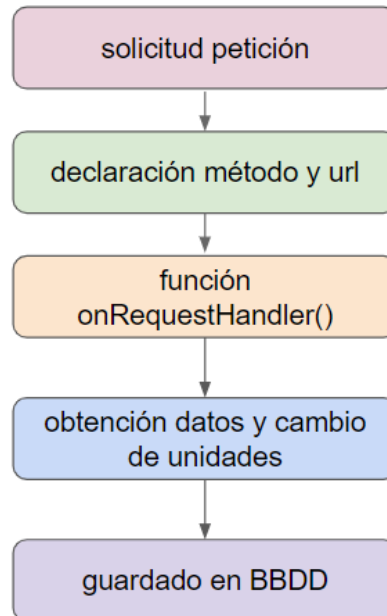 solicitud petición
declaración método y url
función
onRequestHandler()
obtención datos y cambio
de unidades
guardado en BBDD